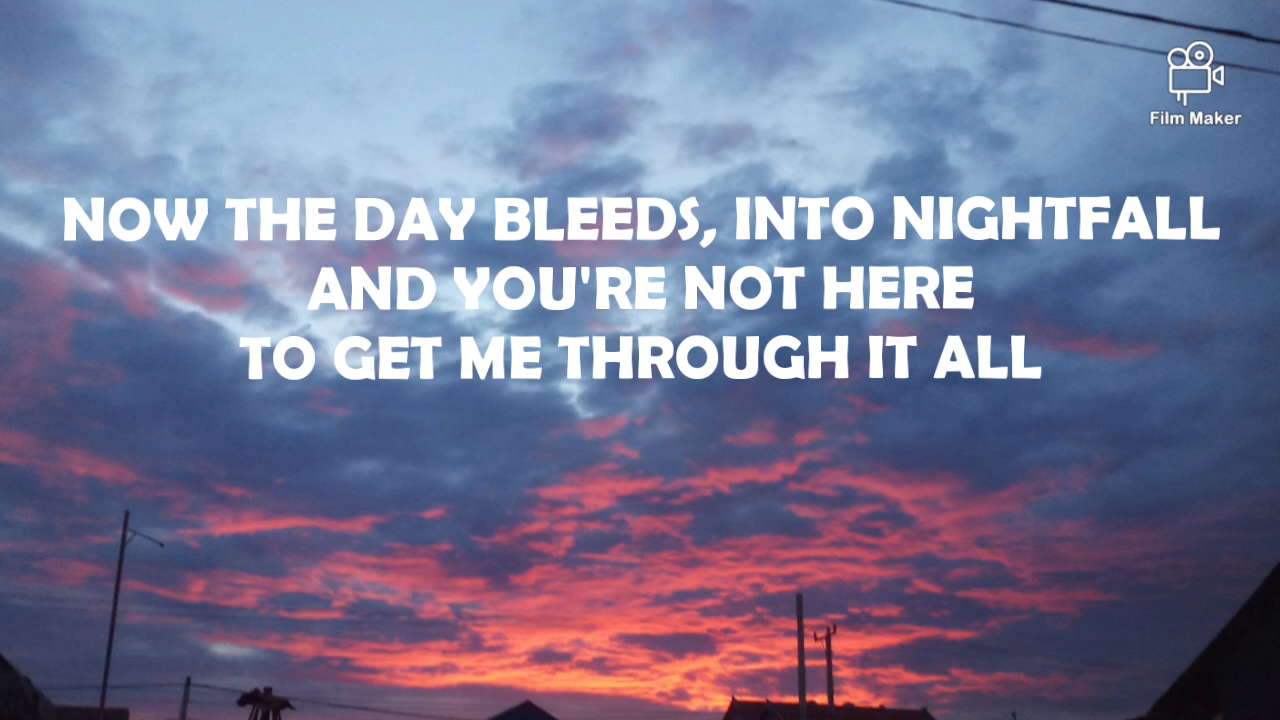 Film Maker
NOW THE DAY BLEEDS, INTO NIGHTFALL
AND YOU'RE NOT HERE
TO GET ME THROUGH IT ALL